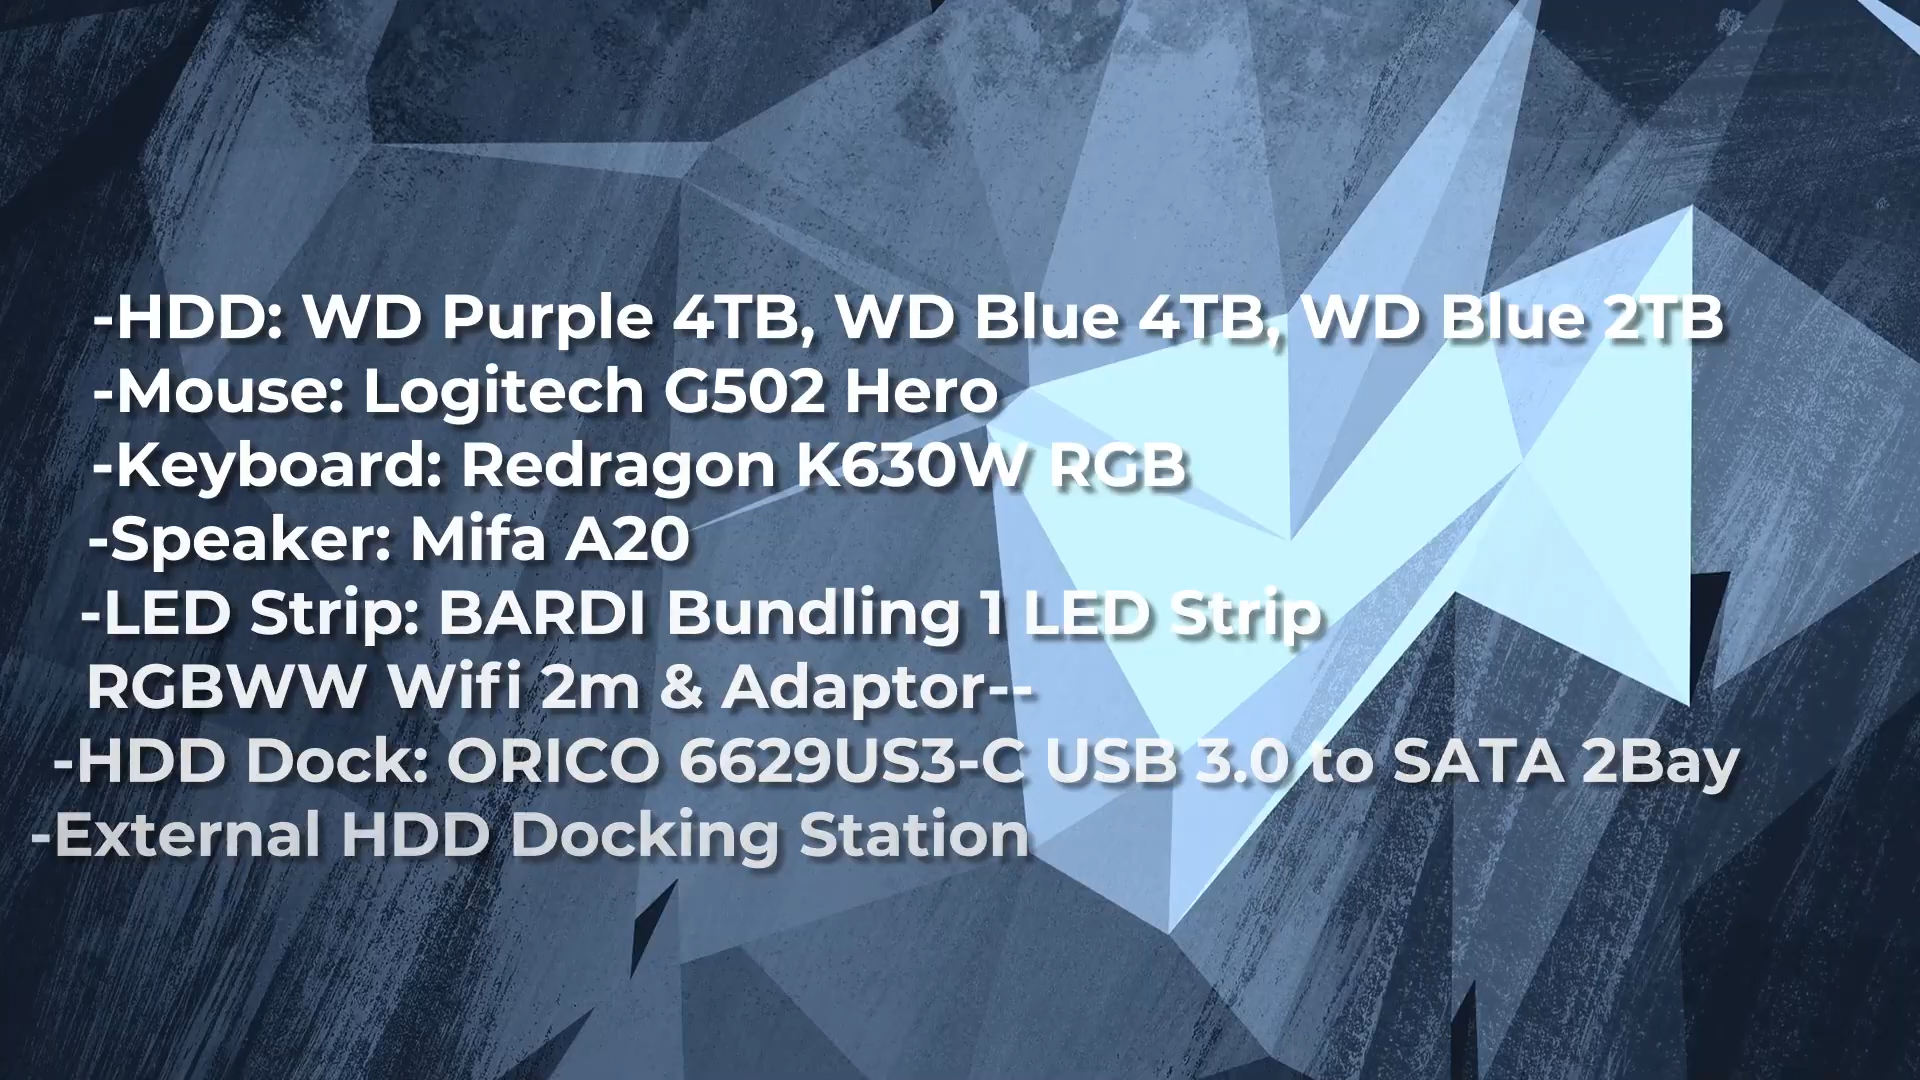 -HDD: WD Purple 4TB, WD Blue 4TB, WD Blue 2TB
-Mouse: Logitech G502 Hero
-Keyboard: Redragon K630W RGB
-Speaker: Mifa A20
-LED Strip: BARDI Bundling 1 LED Strip
RGBWW Wifi 2m & Adaptor--
-HDD Dock: ORICO 6629US3-C USB 3.0 to SATA 2Bay
-External HDD Docking Station